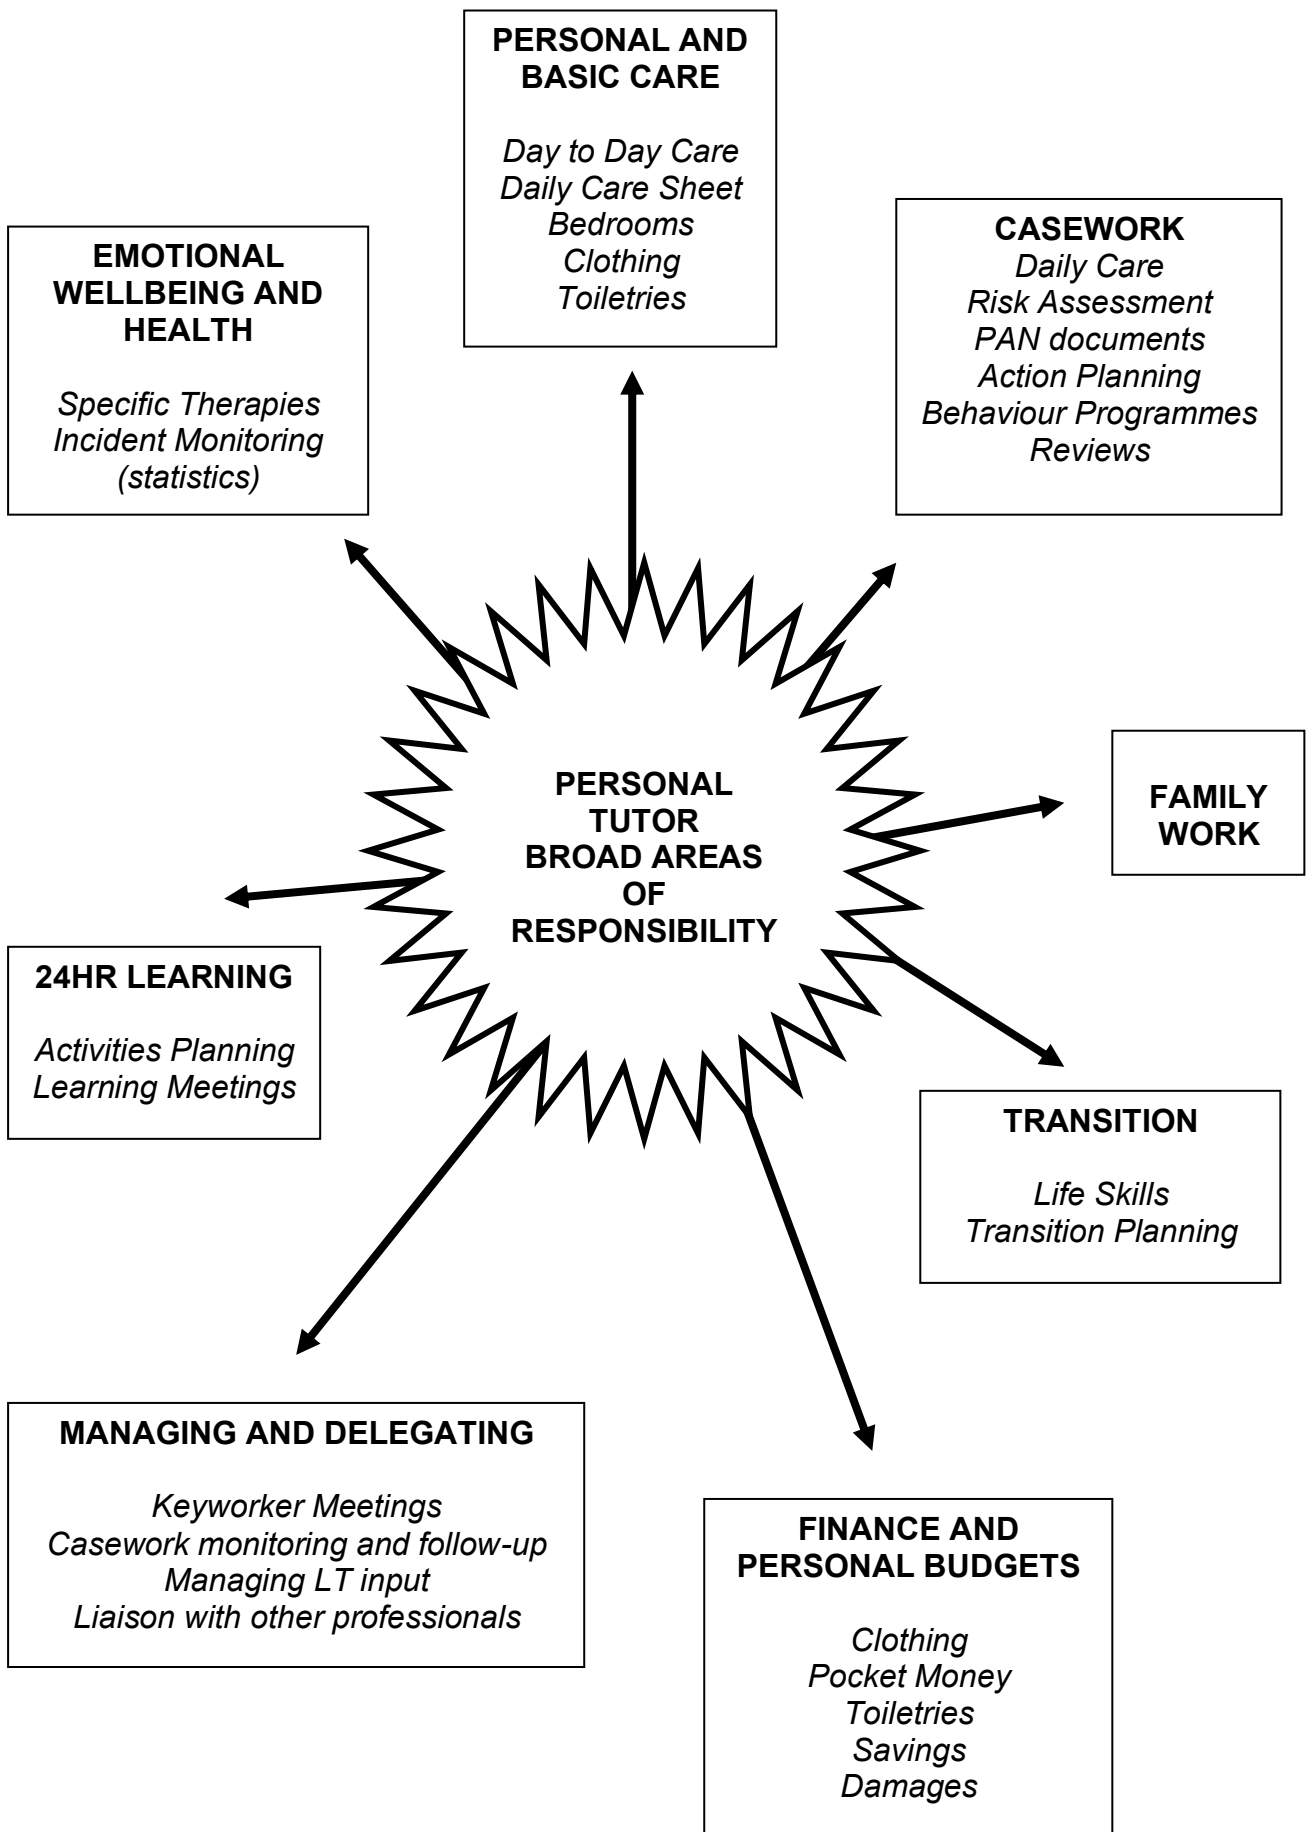 PERSONAL AND
BASIC CARE
Day to Day Care
Daily Care Sheet
Bedrooms
Clothing
Toiletries
EMOTIONAL
WELLBEING AND
HEALTH
Specific Therapies
Incident Monitoring
(statistics)
CASEWORK
Daily Care
Risk Assessment
PAN documents
Action Planning
Behaviour Programmes
Reviews
PERSONAL
TUTOR
BROAD AREAS
OF
RESPONSIBILITY
FAMILY
WORK
24HR LEARNING
Activities Planning
Learning Meetings
TRANSITION
Life Skills
Transition Planning
MANAGING AND DELEGATING
Keyworker Meetings
Casework monitoring and follow-up
Managing LT input
Liaison with other professionals
FINANCE AND
PERSONAL BUDGETS
Clothing
Pocket Money
Toiletries
Savings
Damages